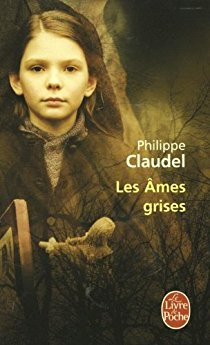 Philippe
Claudel
Les Âmes
grises
Le
Livre
de
Poche